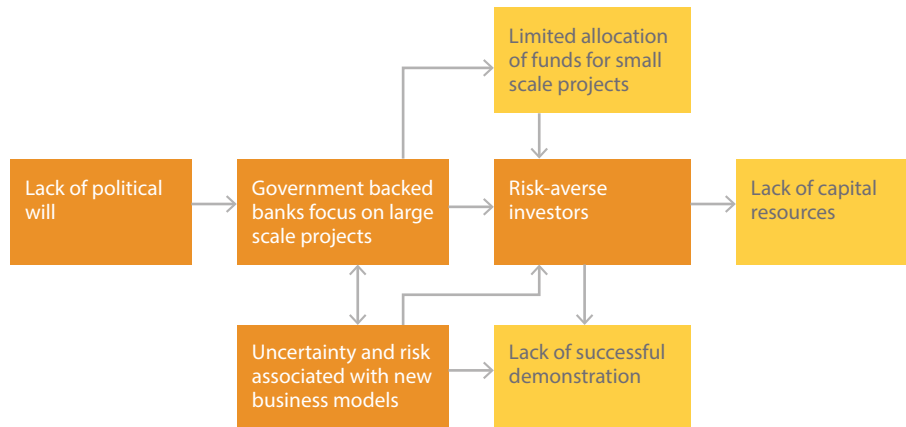 Limited allocation
of funds for small
scale projects
Lack of political
will
Government backed
banks focus on large
scale projects
Risk-averse
investors
Lack of capital
resources
Uncertainty and risk
associated with new
business models
Lack of successful
demonstration